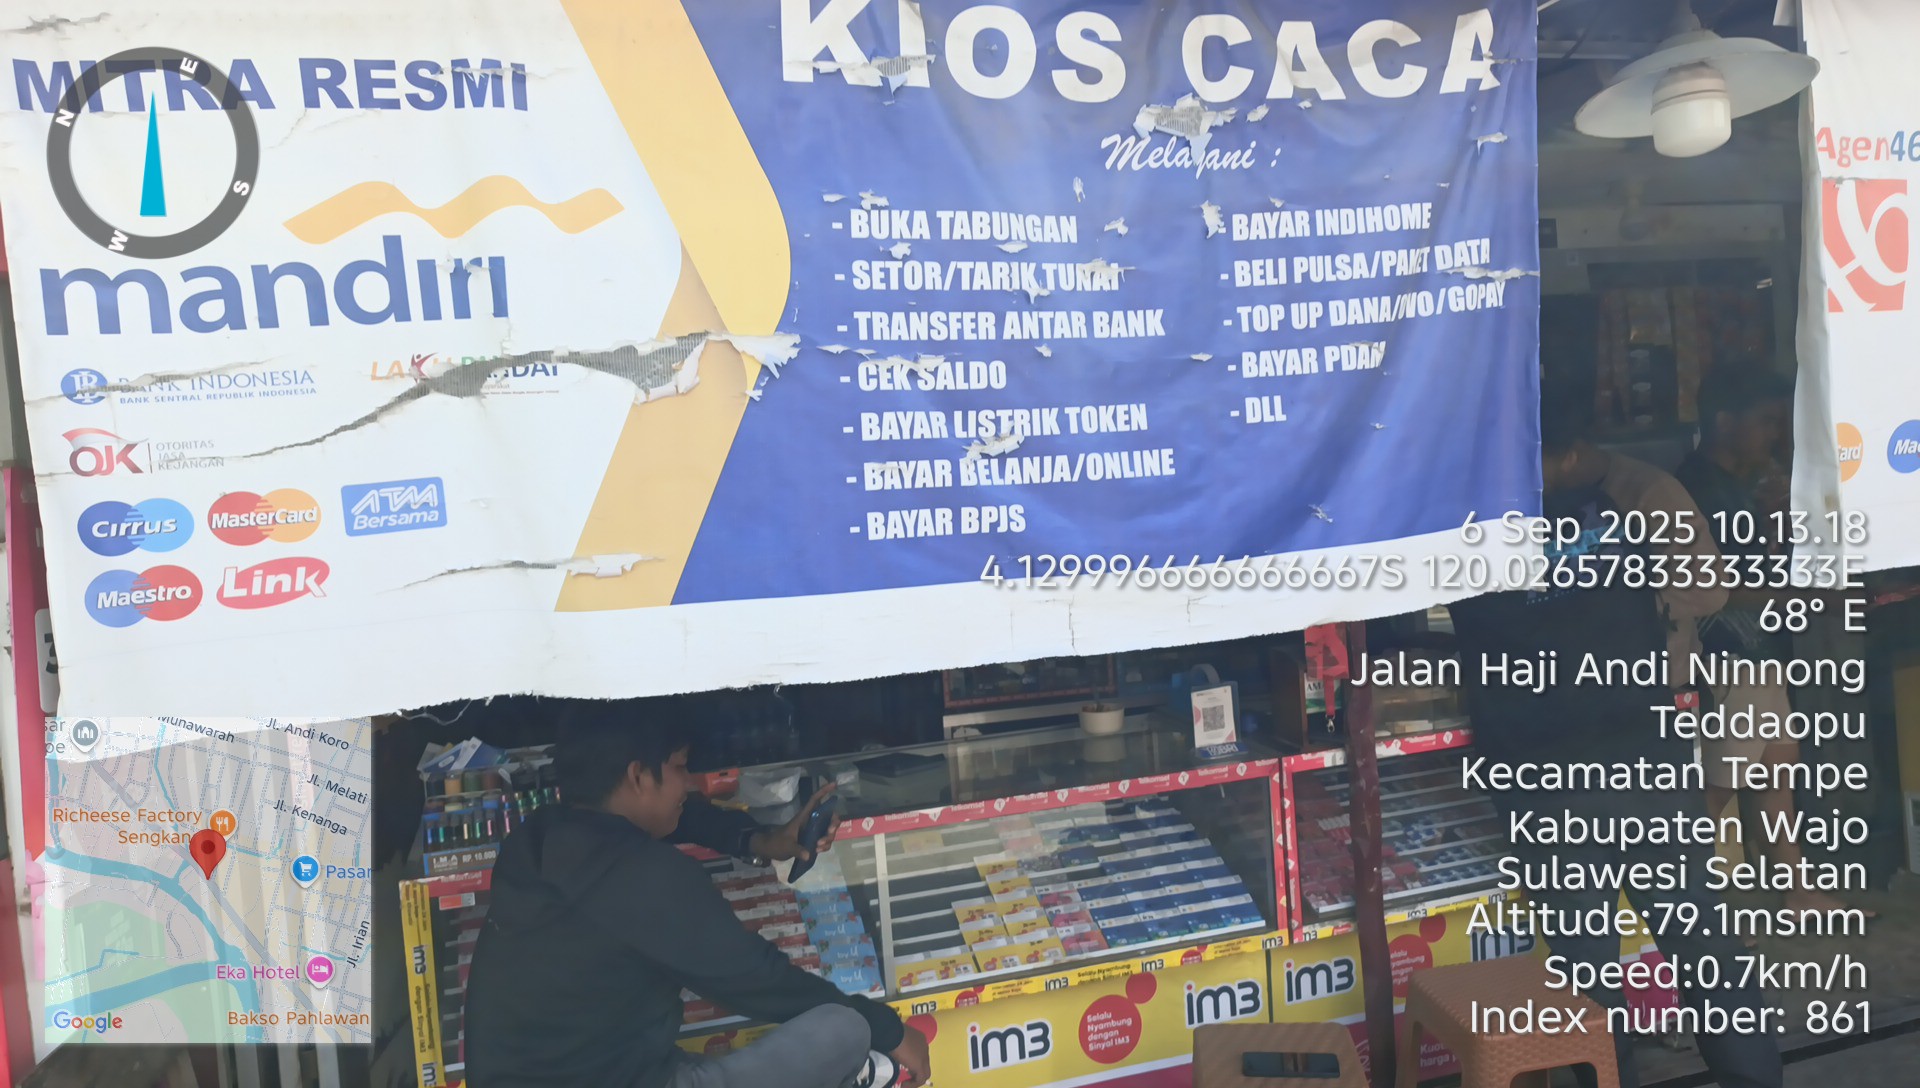 MITRA RESMI
mandiri
BANK INDONESIA
BANK SENTRAL REPUBLIK INDONESIA
OJK
OTORITAS
JASA
KEUANGAN
Cirrus
MasterCard
ATM
Bersama
Maestro
Link
KIOS CACA
Melayani :
- BUKA TABUNGAN
- SETOR/TARIK TUNAI
- TRANSFER ANTAR BANK
- CEK SALDO
- BAYAR LISTRIK TOKEN
- BAYAR BELANJA/ONLINE
- BAYAR BPJS
- BAYAR INDIHOME
- BELI PULSA/PAKET DATA
- TOP UP DANA/OVO/GOPAY
- BAYAR PDAM
- DLL
Agen46
N
E
S
W
6 Sep 2025 10.13.18
4.129996666666667S 120.02657833333333E
68° E
Jalan Haji Andi Ninnong
Teddaopu
Kecamatan Tempe
Kabupaten Wajo
Sulawesi Selatan
Altitude:79.1msnm
Speed:0.7km/h
Index number: 861
Munawarah
Jl. Andi Koro
Jl. Melati
Jl. Kenanga
Richeese Factory
Sengkang
Pasar
Jl. Irian
Eka Hotel
Bakso Pahlawan
Google
Telkomsel
im3
im3
im3
Selalu
Nyambung
dengan
Sinyal IM3